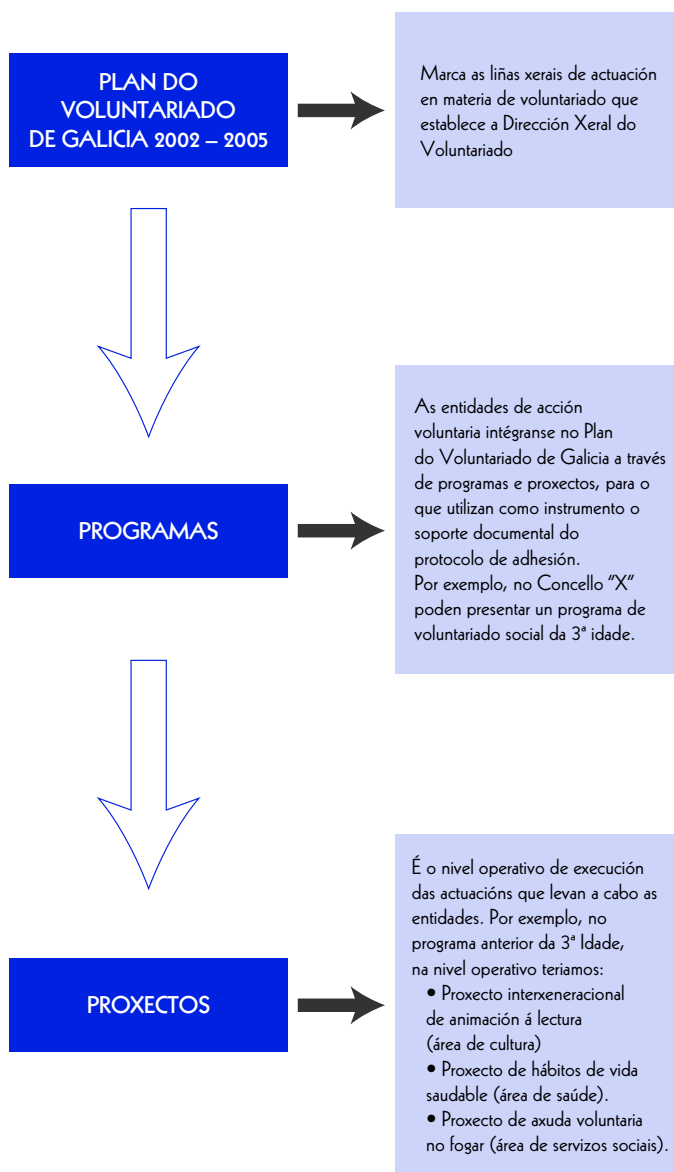 PLAN DO
VOLUNTARIADO
DE GALICIA 2002 – 2005
Marca as liñas xerais de actuación
en materia de voluntariado que
establece a Dirección Xeral do
Voluntariado
PROGRAMAS
As entidades de acción
voluntaria intégranse no Plan
do Voluntariado de Galicia a través
de programas e proxectos, para o
que utilizan como instrumento o
soporte documental do
protocolo de adhesión.
Por exemplo, no Concello "X"
poden presentar un programa de
voluntariado social da 3ª idade.
PROXECTOS
É o nivel operativo de execución
das actuacións que levan a cabo as
entidades. Por exemplo, no
programa anterior da 3ª Idade,
na nivel operativo teriamos:
• Proxecto interxeneracional
de animación á lectura
(área de cultura)
• Proxecto de hábitos de vida
saudable (área de saúde).
• Proxecto de axuda voluntaria
no fogar (área de servizos sociais).